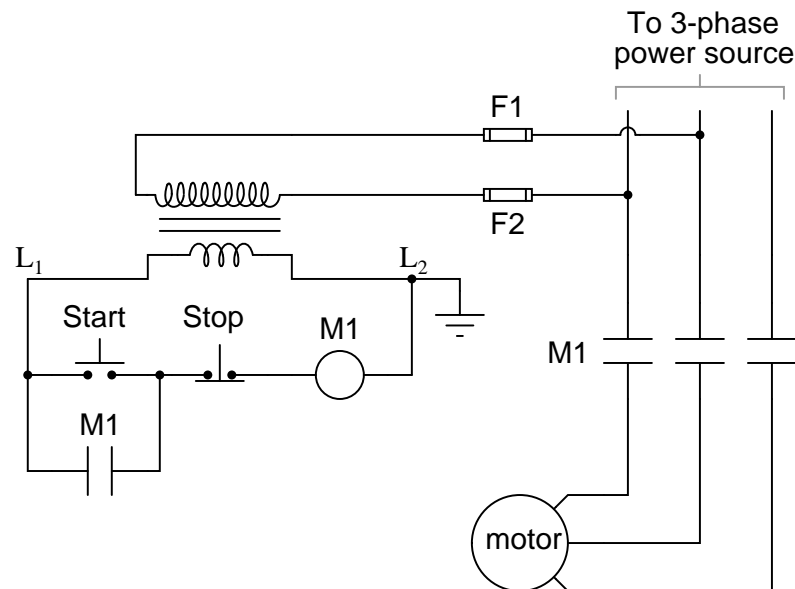 To 3-phase
power source
F1
F2
L1
L2
Start
Stop
M1
M1
M1
motor